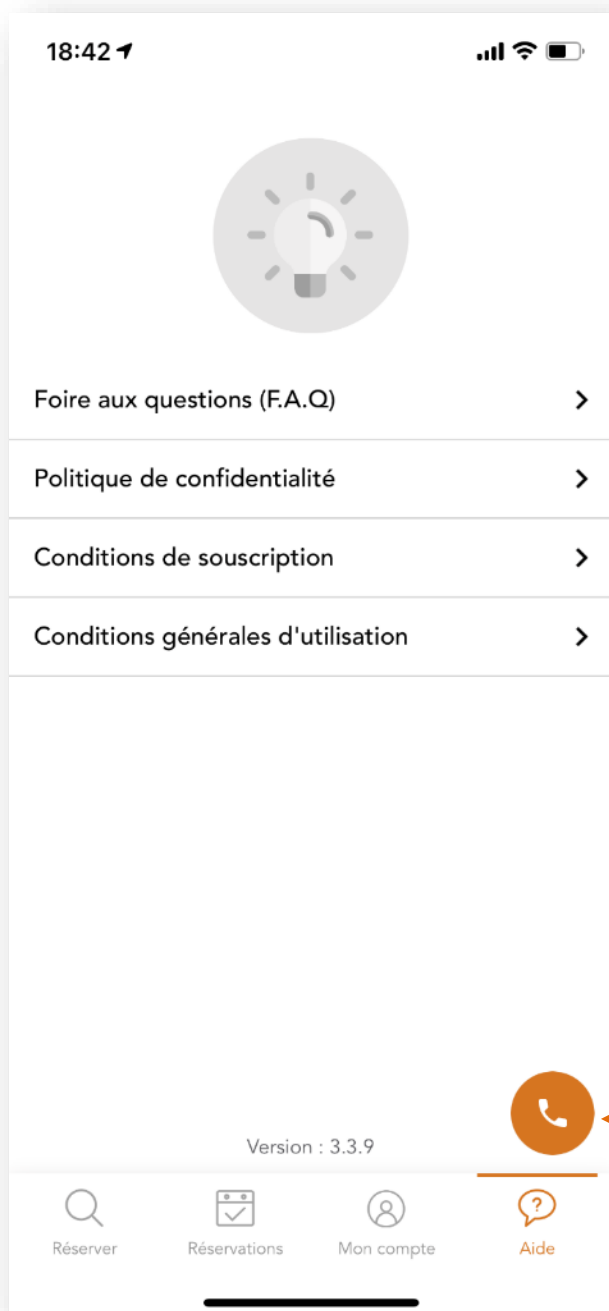 18:42
Foire aux questions (F.A.Q)
Politique de confidentialité
Conditions de souscription
Conditions générales d'utilisation
Version : 3.3.9
Réserver
Réservations
Mon compte
Aide